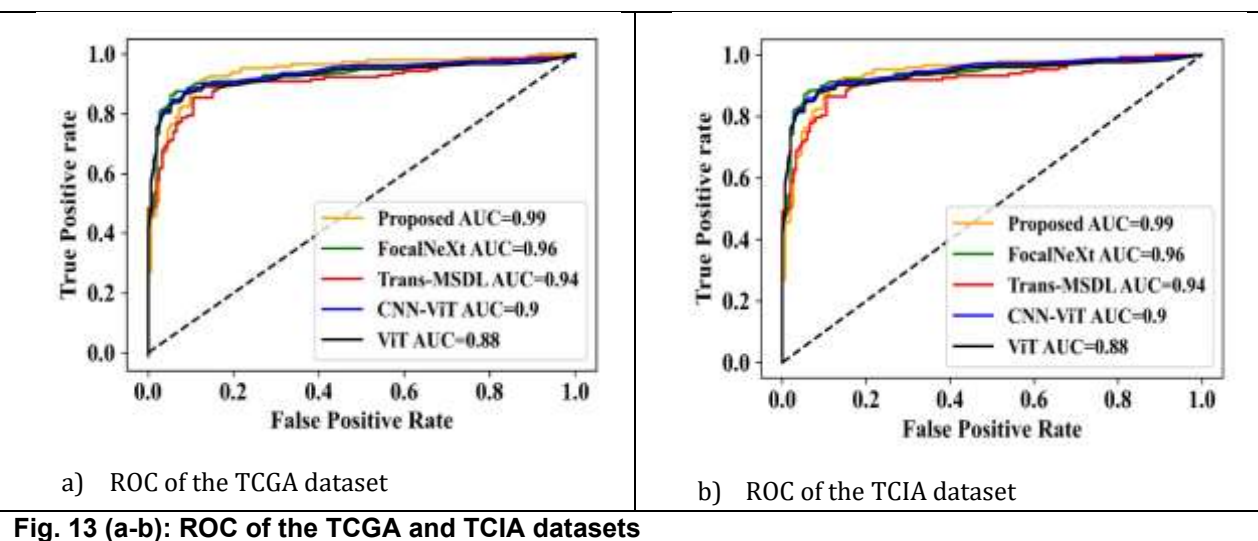 1.0
0.8
0.6
0.4
0.2
0.0
True Positive rate
Proposed AUC=0.99
FocalNeXt AUC=0.96
Trans-MSDL AUC=0.94
CNN-ViT AUC=0.9
ViT AUC=0.88
0.0 0.2 0.4 0.6 0.8 1.0
False Positive Rate
a) ROC of the TCGA dataset
1.0
0.8
0.6
0.4
0.2
0.0
True Positive rate
Proposed AUC=0.99
FocalNeXt AUC=0.96
Trans-MSDL AUC=0.94
CNN-ViT AUC=0.9
ViT AUC=0.88
0.0 0.2 0.4 0.6 0.8 1.0
False Positive Rate
b) ROC of the TCIA dataset
Fig. 13 (a-b): ROC of the TCGA and TCIA datasets